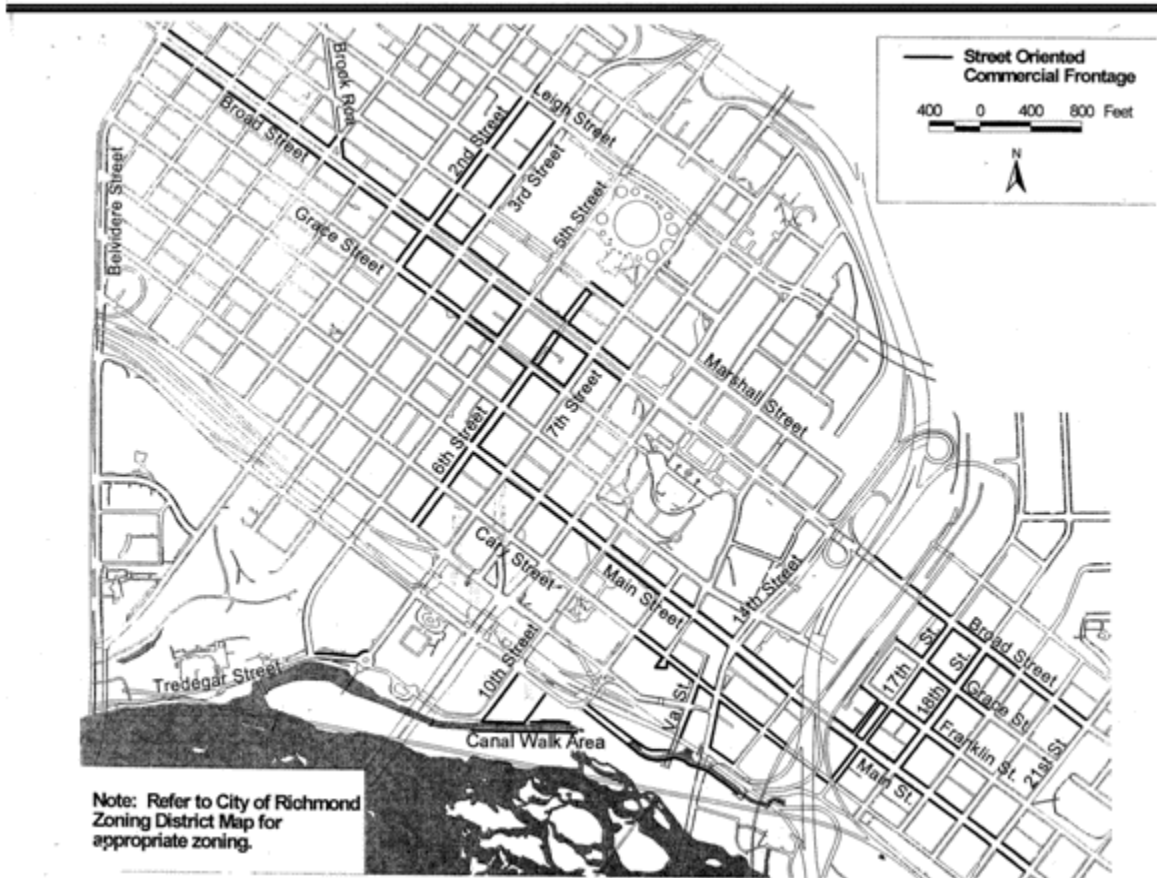 Street Oriented
Commercial Frontage
400 0 400 800 Feet
N
Brook Road
Leigh Street
Broad Street
2nd Street
3rd Street
5th Street
Belvidere Street
Grace Street
Marshall Street
7th Street
6th Street
Cary Street
Main Street
14th Street
Broad Street
17th St
18th St.
Grace St.
10th Street
Tredegar Street
Va St
Franklin St.
21st St
Canal Walk Area
Main St.
Note: Refer to City of Richmond
Zoning District Map for
appropriate zoning.